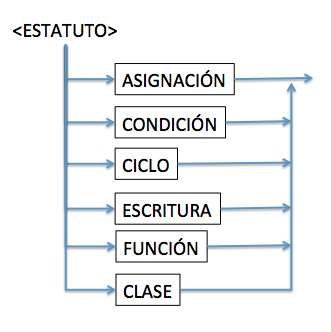 <ESTATUTO>
ASIGNACIÓN
CONDICIÓN
CICLO
ESCRITURA
FUNCIÓN
CLASE